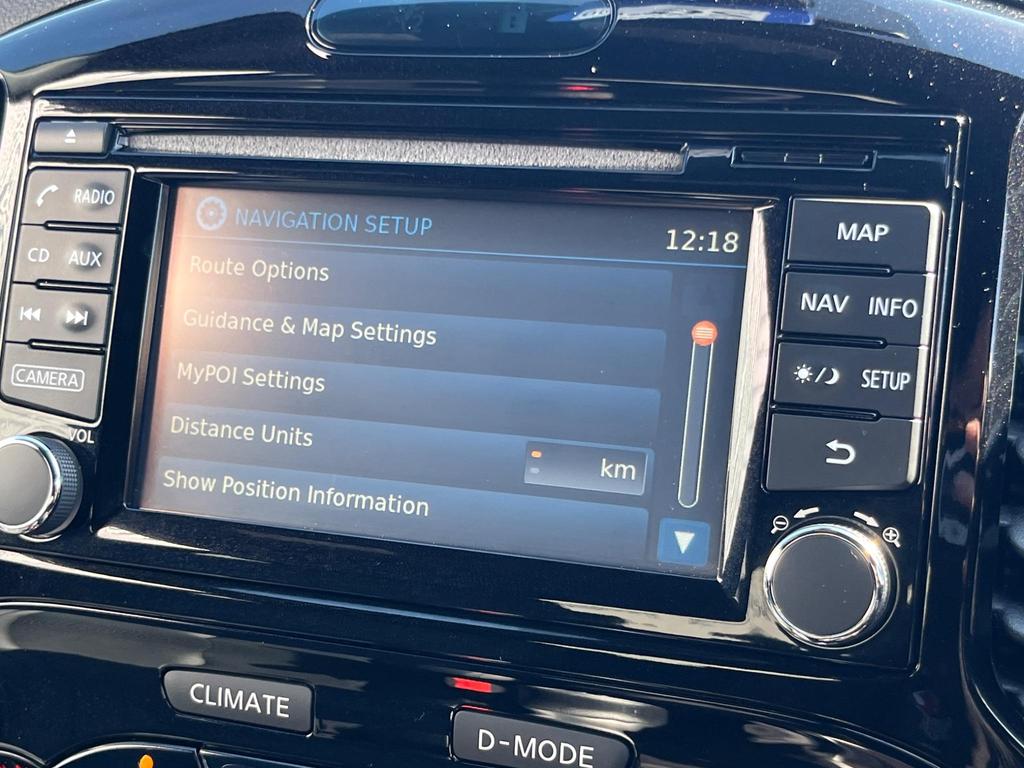 NAVIGATION SETUP
12:18
Route Options
Guidance & Map Settings
MyPOI Settings
Distance Units
km
Show Position Information
RADIO
CD AUX
CAMERA
VOL
MAP
NAV INFO
SETUP
CLIMATE
D-MODE